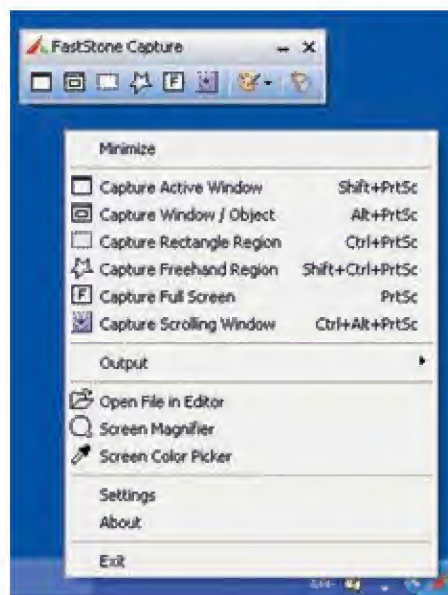 FastStone Capture
F
Minimize
Capture Active Window Shift+PrtSc
Capture Window / Object Alt+PrtSc
Capture Rectangle Region Ctrl+PrtSc
Capture Freehand Region Shift+Ctrl+PrtSc
F Capture Full Screen PrtSc
Capture Scrolling Window Ctrl+Alt+PrtSc
Output
Open File in Editor
Screen Magnifier
Screen Color Picker
Settings
About
Exit